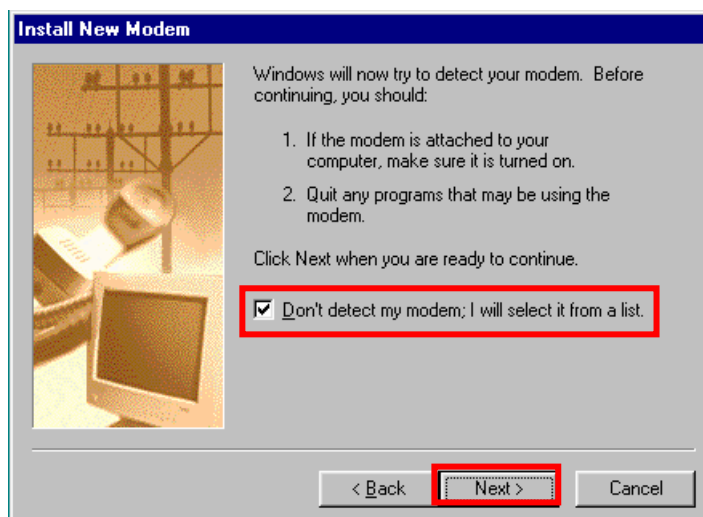 Install New Modem
Windows will now try to detect your modem.  Before
continuing, you should:
1.  If the modem is attached to your
computer, make sure it is turned on.
2.  Quit any programs that may be using the
modem.
Click Next when you are ready to continue.
Don't detect my modem; I will select it from a list.
< Back
Next >
Cancel